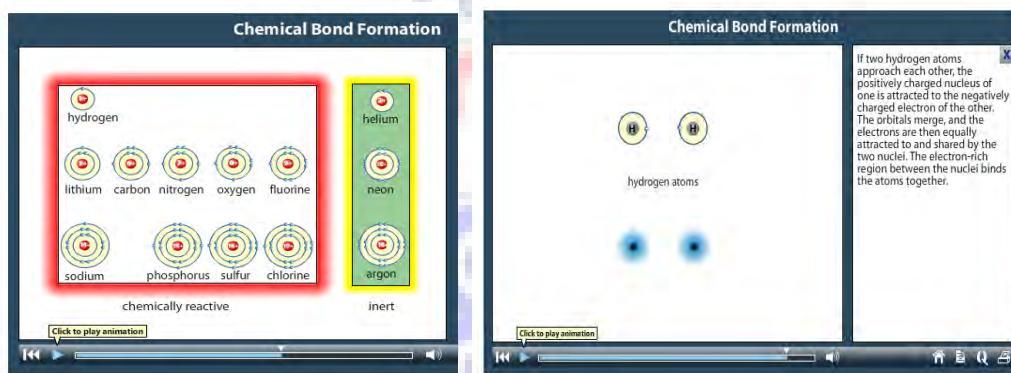 Chemical Bond Formation
hydrogen
helium
lithium carbon nitrogen oxygen fluorine
neon
sodium phosphorus sulfur chlorine
argon
chemically reactive
inert
Click to play animation
Chemical Bond Formation
H H
hydrogen atoms
Click to play animation
X
If two hydrogen atoms
approach each other, the
positively charged nucleus of
one is attracted to the negatively
charged electron of the other.
The orbitals merge, and the
electrons are then equally
attracted to and shared by the
two nuclei. The electron-rich
region between the nuclei binds
the atoms together.